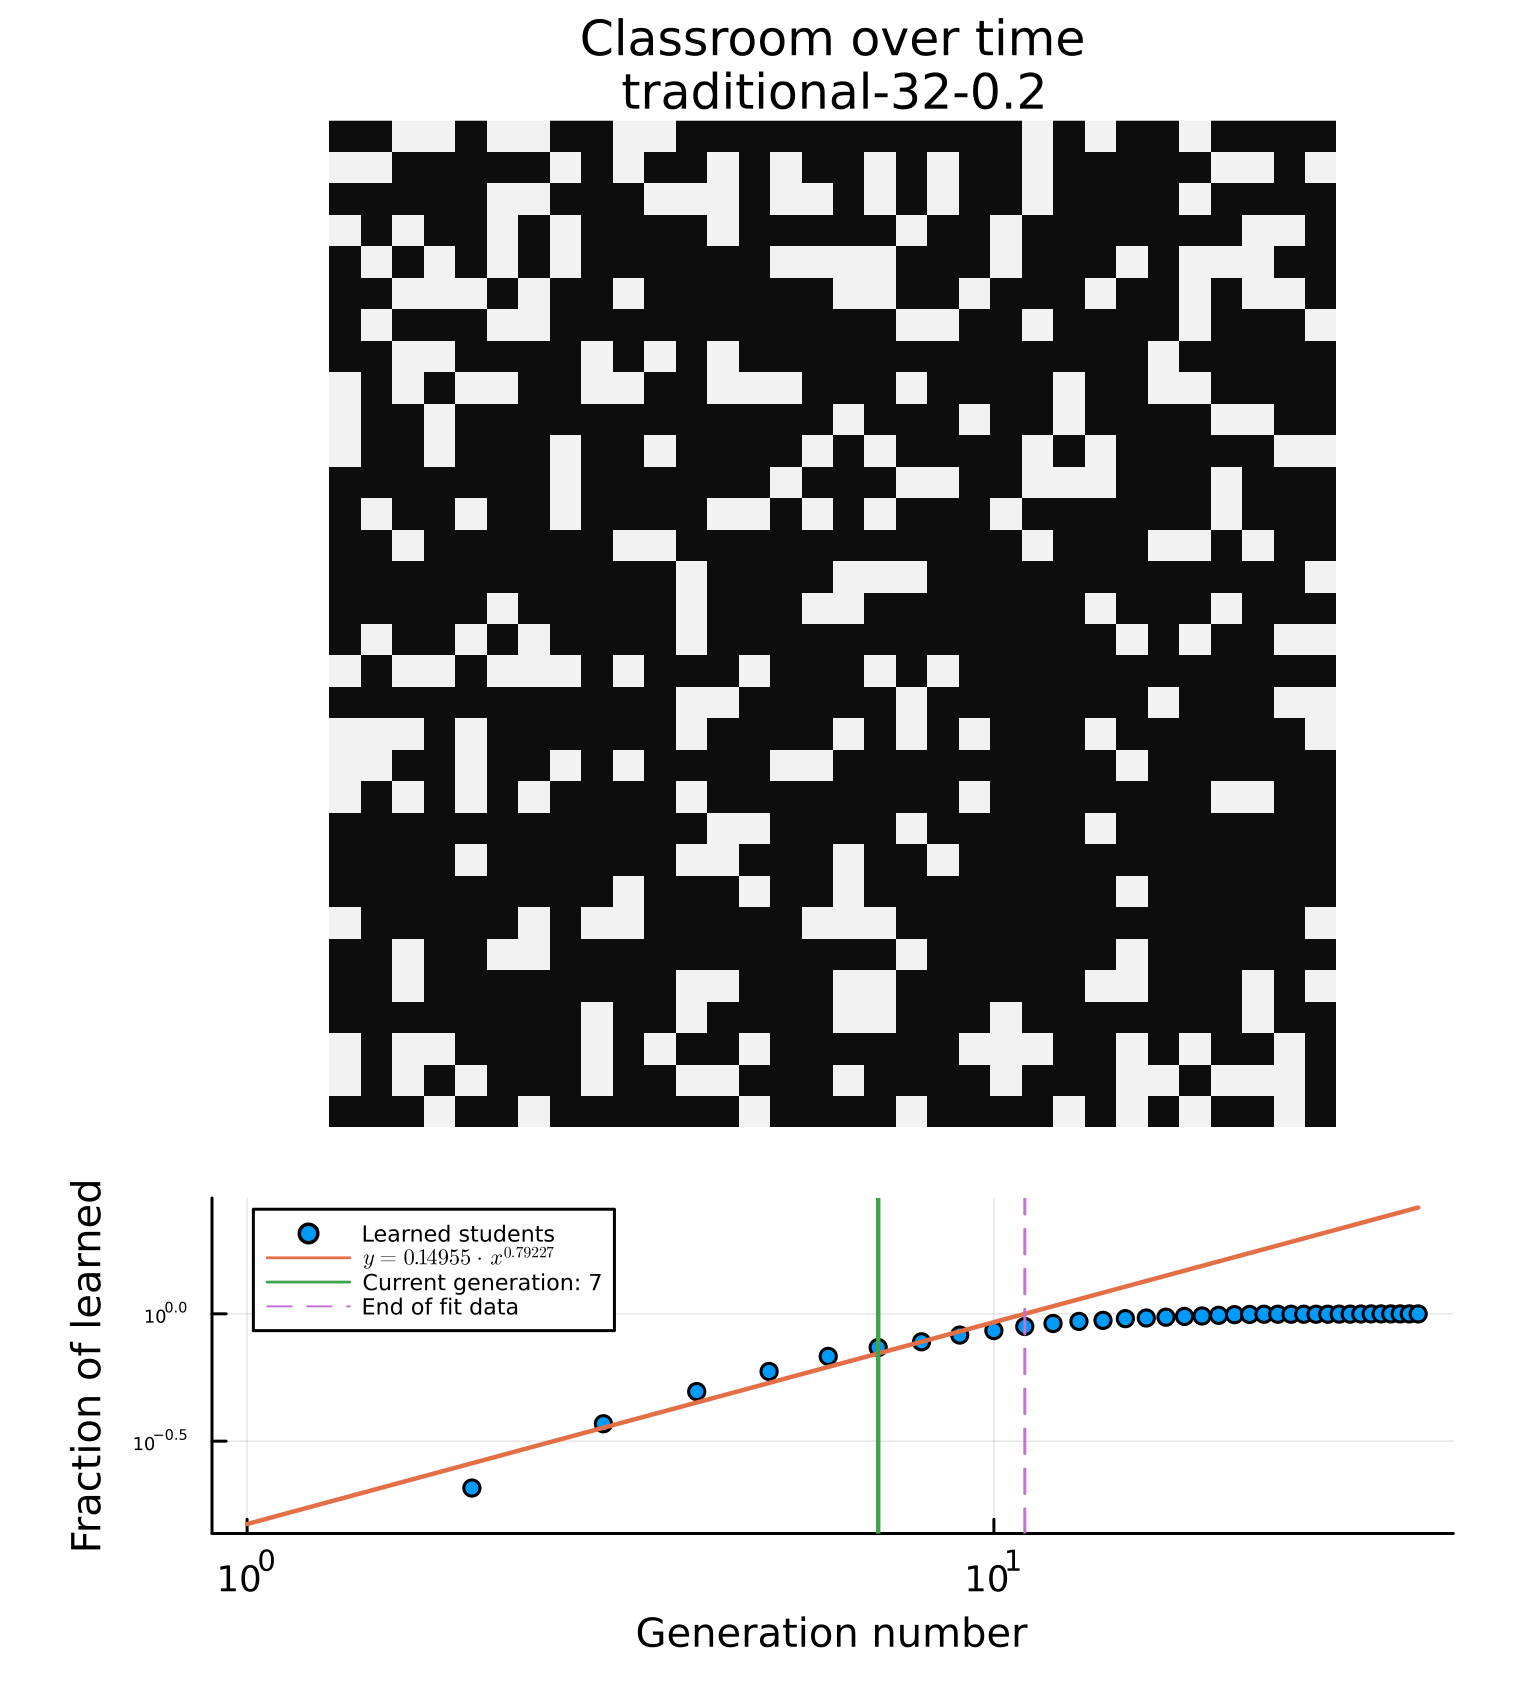 Classroom over time
traditional-32-0.2
Fraction of learned
Learned students
y = 0.14955 · x^0.79227
Current generation: 7
End of fit data
10^0.0
10^−0.5
10^0 10^1
Generation number